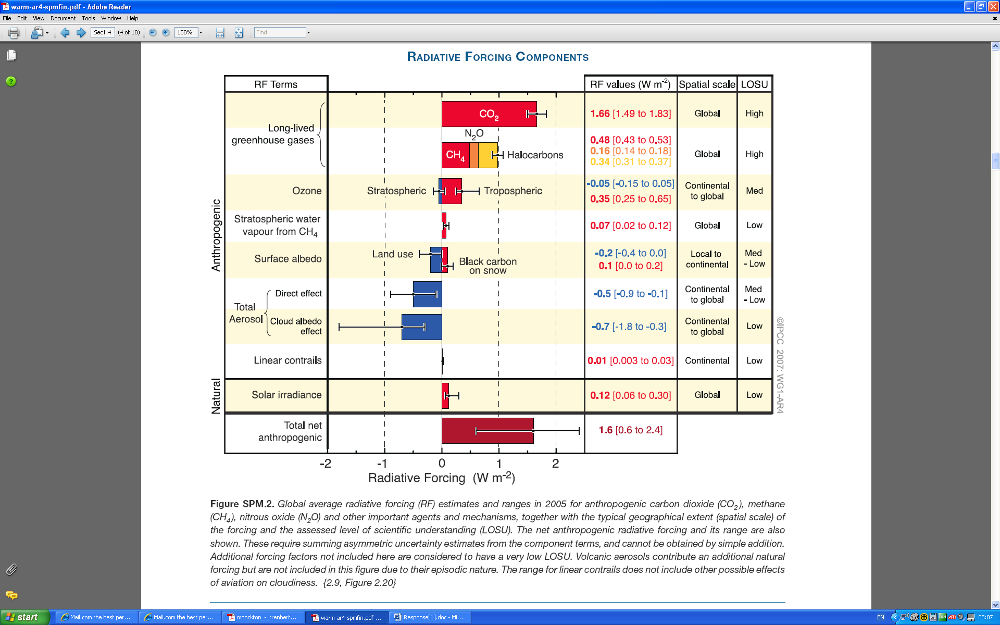 warm-ar4-spmfin.pdf - Adobe Reader
File Edit View Document Tools Window Help
Sec1:4 (4 of 18) 150% Find
RADIATIVE FORCING COMPONENTS
RF Terms RF values (W m-2) Spatial scale LOSU
Anthropogenic
Long-lived
greenhouse gases
CO2 1.66 [1.49 to 1.83] Global High
N2O
CH4 Halocarbons
0.48 [0.43 to 0.53]
0.16 [0.14 to 0.18] Global High
0.34 [0.31 to 0.37]
Ozone Stratospheric Tropospheric
-0.05 [-0.15 to 0.05]
0.35 [0.25 to 0.65]
Continental
to global
Med
Stratospheric water
vapour from CH4
0.07 [0.02 to 0.12] Global Low
Surface albedo Land use
Black carbon
on snow
-0.2 [-0.4 to 0.0]
0.1 [0.0 to 0.2]
Local to
continental
Med
- Low
Total
Aerosol
Direct effect
-0.5 [-0.9 to -0.1]
Continental
to global
Med
- Low
Cloud albedo
effect
-0.7 [-1.8 to -0.3]
Continental
to global
Low
Linear contrails 0.01 [0.003 to 0.03] Continental Low
Natural
Solar irradiance 0.12 [0.06 to 0.30] Global Low
Total net
anthropogenic
1.6 [0.6 to 2.4]
©IPCC 2007: WG1-AR4
-2 -1 0 1 2
Radiative Forcing (W m-2)
Figure SPM.2. Global average radiative forcing (RF) estimates and ranges in 2005 for anthropogenic carbon dioxide (CO2), methane
(CH4), nitrous oxide (N2O) and other important agents and mechanisms, together with the typical geographical extent (spatial scale) of
the forcing and the assessed level of scientific understanding (LOSU). The net anthropogenic radiative forcing and its range are also
shown. These require summing asymmetric uncertainty estimates from the component terms, and cannot be obtained by simple addition.
Additional forcing factors not included here are considered to have a very low LOSU. Volcanic aerosols contribute an additional natural
forcing but are not included in this figure due to their episodic nature. The range for linear contrails does not include other possible effects
of aviation on cloudiness. {2.9, Figure 2.20}
start Mail.com the best per... Mail.com the best per... monckton_-_trenbert... warm-ar4-spmfin.pdf ... Response[1].doc - Mi... EN 05:07